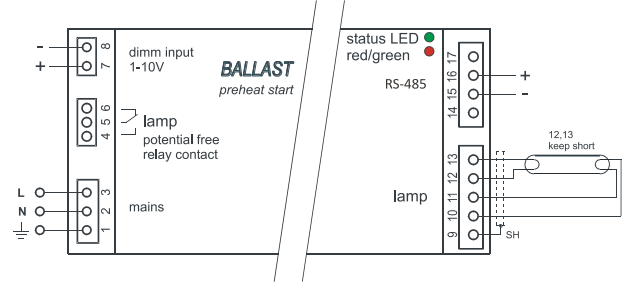 - 8
+ 7
dimm input
1-10V
6
5
4
lamp
potential free
relay contact
L 3
N 2
1
mains
BALLAST
preheat start
status LED
red/green
RS-485
17
16 +
15 -
14
12,13
keep short
lamp
13
12
11
10
9
SH